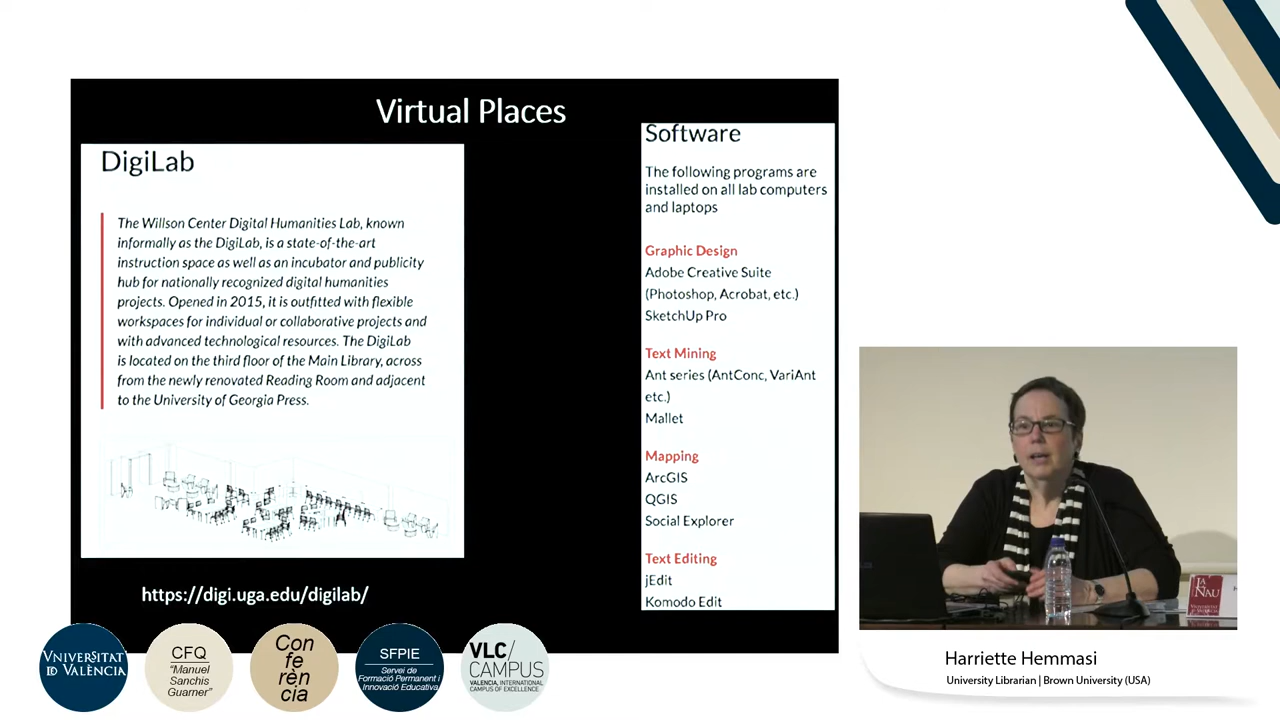 Virtual Places
DigiLab
The Willson Center Digital Humanities Lab, known
informally as the DigiLab, is a state-of-the-art
instruction space as well as an incubator and publicity
hub for nationally recognized digital humanities
projects. Opened in 2015, it is outfitted with flexible
workspaces for individual or collaborative projects and
with advanced technological resources. The DigiLab
is located on the third floor of the Main Library, across
from the newly renovated Reading Room and adjacent
to the University of Georgia Press.
https://digi.uga.edu/digilab/
Software
The following programs are
installed on all lab computers
and laptops
Graphic Design
Adobe Creative Suite
(Photoshop, Acrobat, etc.)
SketchUp Pro
Text Mining
Ant series (AntConc, VariAnt
etc.)
Mallet
Mapping
ArcGIS
QGIS
Social Explorer
Text Editing
jEdit
Komodo Edit
Harriette Hemmasi
University Librarian | Brown University (USA)
VNIVERSITAT
DE VALÈNCIA
CFQ
"Manuel
Sanchis
Guarner"
Con
fe
rèn
cia
SFPIE
Servei de
Formació Permanent i
Innovació Educativa
VLC/
CAMPUS
VALENCIA, INTERNATIONAL
CAMPUS OF EXCELLENCE.
JA
NAU